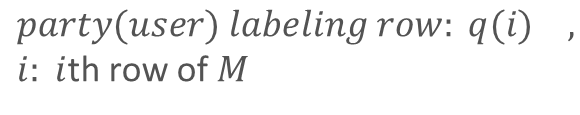 party(user) labeling row: q(i) ,
i: ith row of M